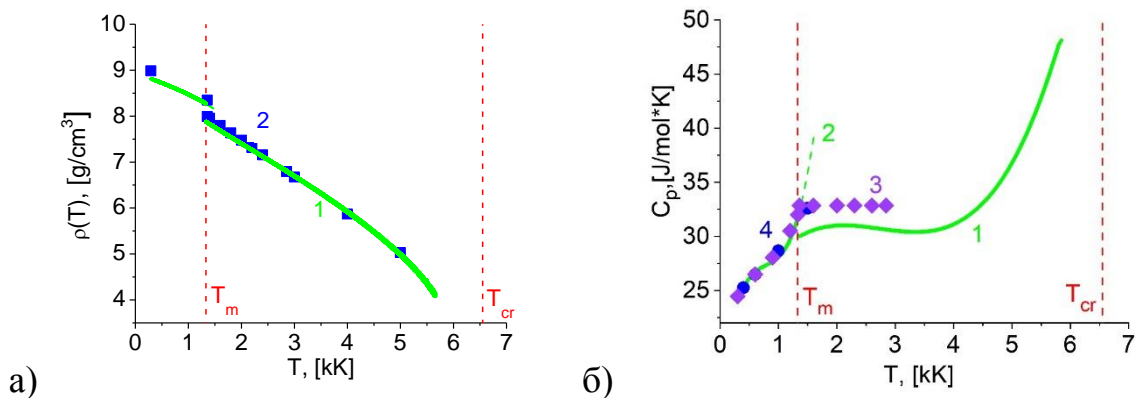 10
9
8
7
6
5
4
ρ(T), [g/cm³]
2
1
T_m
T_cr
0 1 2 3 4 5 6 7
T, [kK]
а)
50
45
40
35
30
25
C_p,[J/mol*K]
2
3
4
1
T_m
T_cr
0 1 2 3 4 5 6 7
T, [kK]
б)